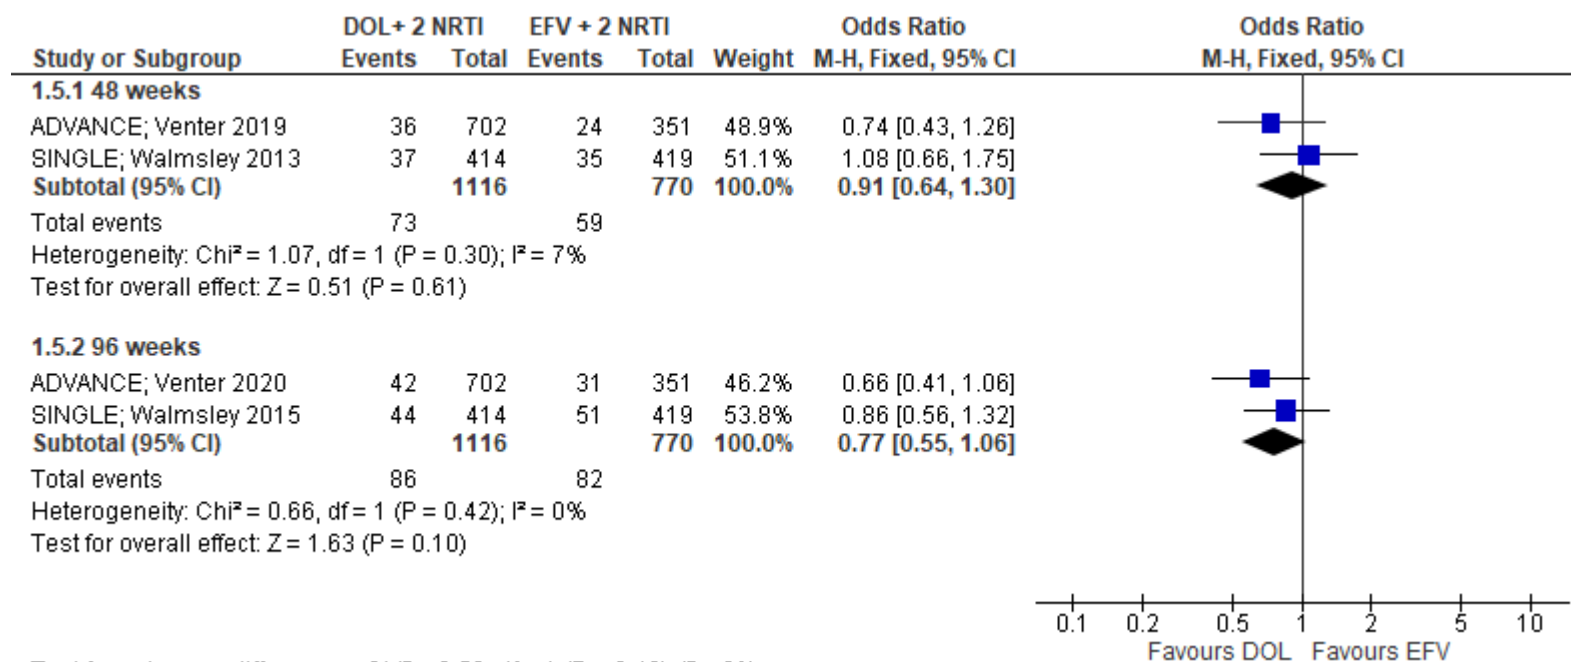 DOL+ 2 NRTI EFV + 2 NRTI Odds Ratio Odds Ratio
Study or Subgroup Events Total Events Total Weight M-H, Fixed, 95% CI M-H, Fixed, 95% CI
1.5.1 48 weeks
ADVANCE; Venter 2019 36 702 24 351 48.9% 0.74 [0.43, 1.26]
SINGLE; Walmsley 2013 37 414 35 419 51.1% 1.08 [0.66, 1.75]
Subtotal (95% CI) 1116 770 100.0% 0.91 [0.64, 1.30]
Total events 73 59
Heterogeneity: Chi² = 1.07, df = 1 (P = 0.30); I² = 7%
Test for overall effect: Z = 0.51 (P = 0.61)
1.5.2 96 weeks
ADVANCE; Venter 2020 42 702 31 351 46.2% 0.66 [0.41, 1.06]
SINGLE; Walmsley 2015 44 414 51 419 53.8% 0.86 [0.56, 1.32]
Subtotal (95% CI) 1116 770 100.0% 0.77 [0.55, 1.06]
Total events 86 82
Heterogeneity: Chi² = 0.66, df = 1 (P = 0.42); I² = 0%
Test for overall effect: Z = 1.63 (P = 0.10)
0.1 0.2 0.5 1 2 5 10
Favours DOL Favours EFV